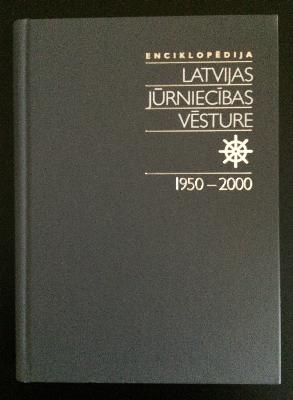 ENCIKLOPĒDIJA
LATVIJAS
JŪRNIECĪBAS
VĒSTURE
1950 – 2000